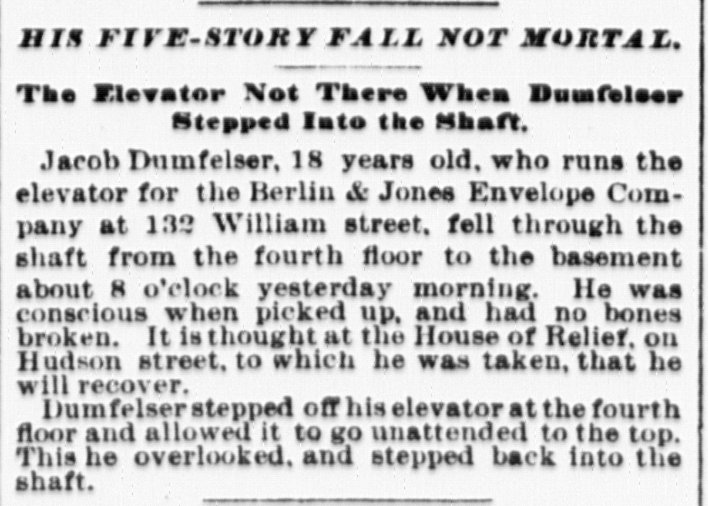 HIS FIVE-STORY FALL NOT MORTAL.
The Elevator Not There When Dumfelser
Stepped Into the Shaft.
Jacob Dumfelser, 18 years old, who runs the
elevator for the Berlin & Jones Envelope Com-
pany at 132 William street, fell through the
shaft from the fourth floor to the basement
about 8 o'clock yesterday morning. He was
conscious when picked up, and had no bones
broken. It is thought at the House of Relief, on
Hudson street, to which he was taken, that he
will recover.
Dumfelser stepped off his elevator at the fourth
floor and allowed it to go unattended to the top.
This he overlooked, and stepped back into the
shaft.